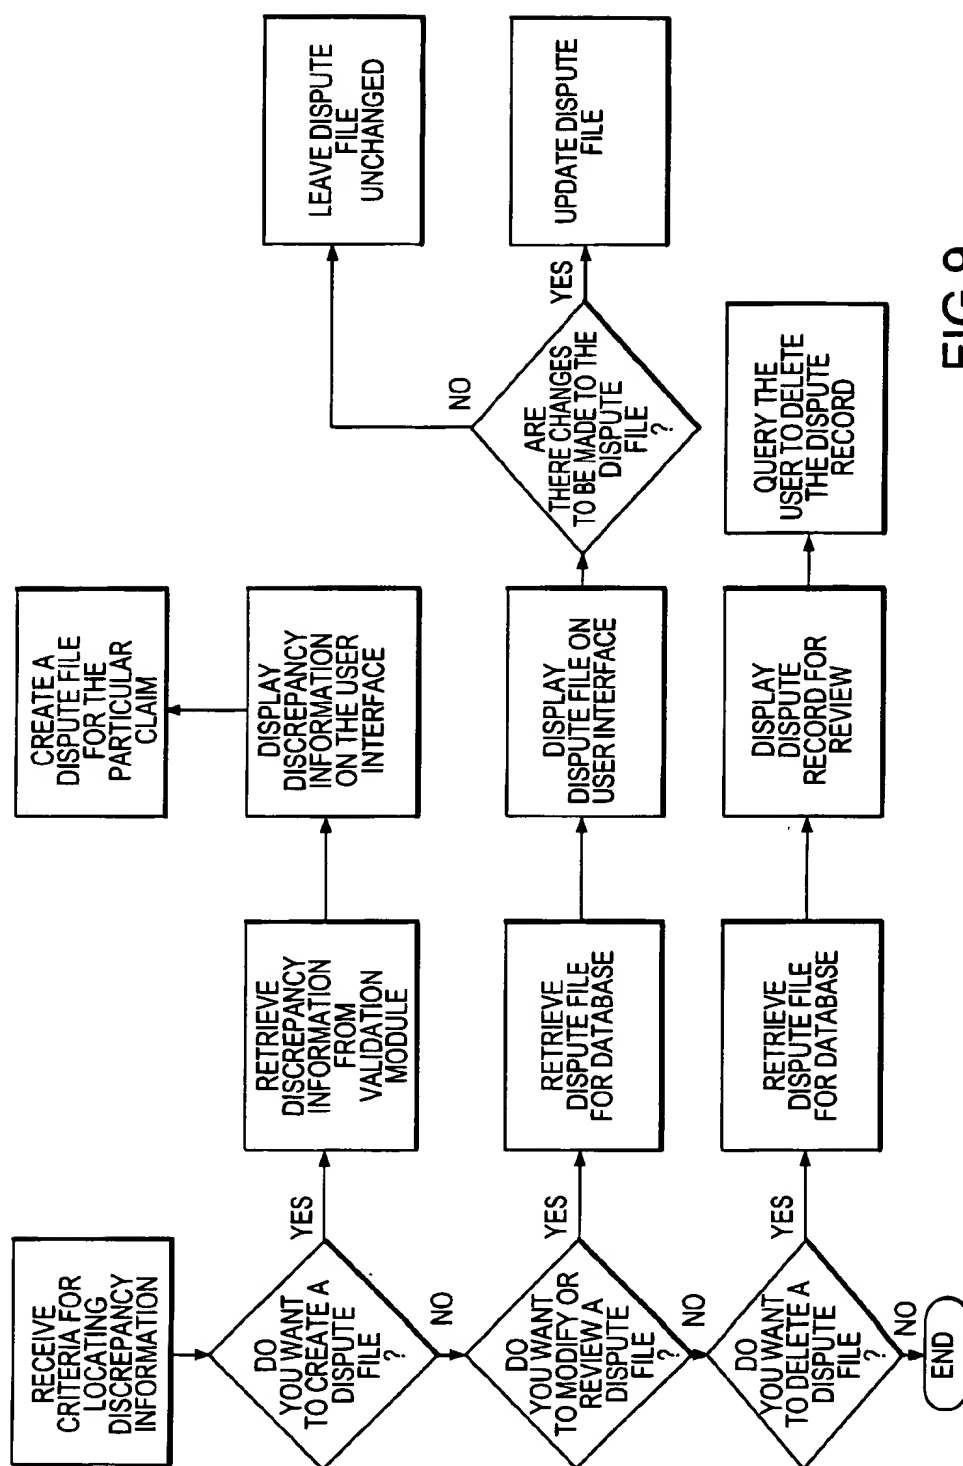 RECEIVE
CRITERIA FOR
LOCATING
DISCREPANCY
INFORMATION
DO
YOU WANT
TO CREATE A
DISPUTE
FILE
?
YES
RETRIEVE
DISCREPANCY
INFORMATION
FROM
VALIDATION
MODULE
DISPLAY
DISCREPANCY
INFORMATION
ON THE USER
INTERFACE
CREATE A
DISPUTE FILE
FOR THE
PARTICULAR
CLAIM
NO
DO
YOU WANT
TO MODIFY OR
REVIEW A
DISPUTE
FILE
?
YES
RETRIEVE
DISPUTE FILE
FOR DATABASE
DISPLAY
DISPUTE FILE ON
USER INTERFACE
ARE
THERE CHANGES
TO BE MADE TO THE
DISPUTE
FILE
?
NO
LEAVE DISPUTE
FILE
UNCHANGED
YES
UPDATE DISPUTE
FILE
NO
DO
YOU WANT
TO DELETE A
DISPUTE
FILE
?
YES
RETRIEVE
DISPUTE FILE
FOR DATABASE
DISPLAY
DISPUTE
RECORD FOR
REVIEW
QUERY THE
USER TO DELETE
THE DISPUTE
RECORD
NO
END
FIG.9